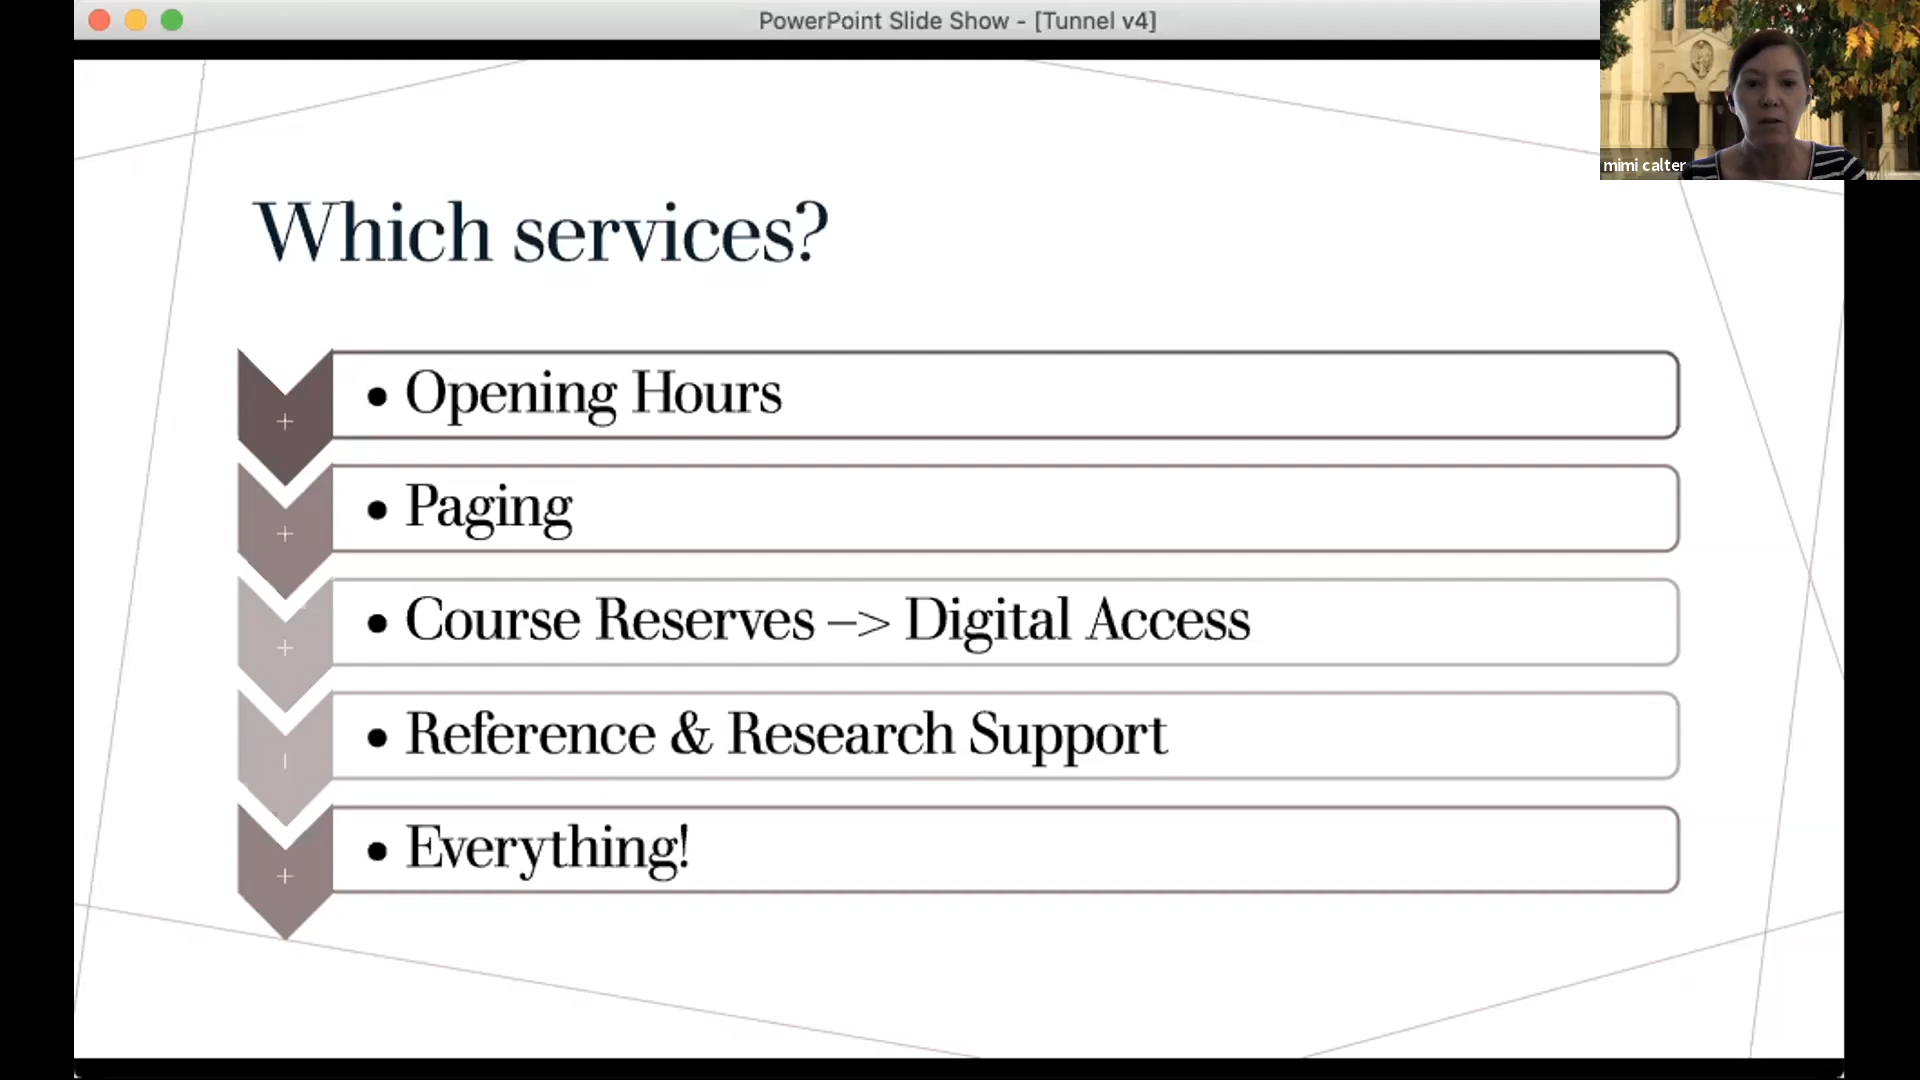 PowerPoint Slide Show - [Tunnel v4]
mimi calter
Which services?
+
• Opening Hours
+
• Paging
+
• Course Reserves –> Digital Access
• Reference & Research Support
+
• Everything!